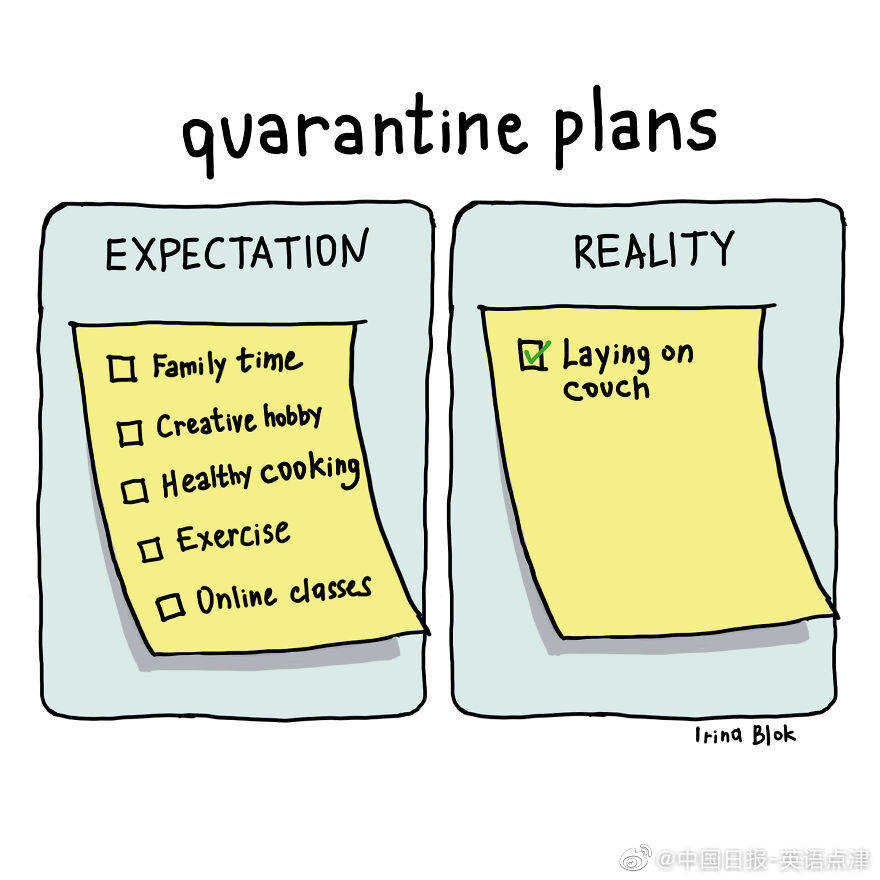 quarantine plans
EXPECTATION
Family time
Creative hobby
Healthy cooking
Exercise
Online classes
REALITY
Laying on
couch
Irina Blok
@中国日报-英语点津